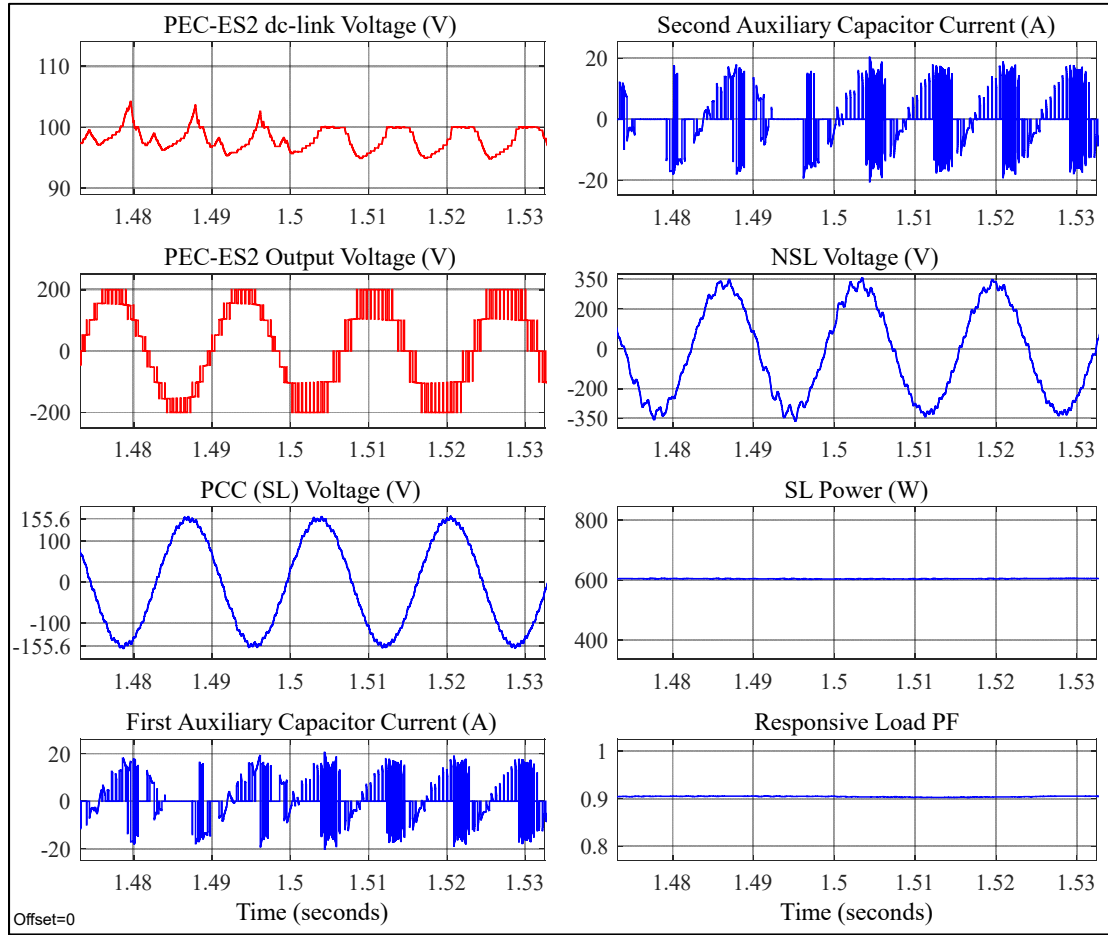 PEC-ES2 dc-link Voltage (V)
110
100
90
1.48 1.49 1.5 1.51 1.52 1.53
Second Auxiliary Capacitor Current (A)
20
0
-20
1.48 1.49 1.5 1.51 1.52 1.53
PEC-ES2 Output Voltage (V)
200
0
-200
1.48 1.49 1.5 1.51 1.52 1.53
NSL Voltage (V)
350
200
0
-200
-350
1.48 1.49 1.5 1.51 1.52 1.53
PCC (SL) Voltage (V)
155.6
100
0
-100
-155.6
1.48 1.49 1.5 1.51 1.52 1.53
SL Power (W)
800
600
400
1.48 1.49 1.5 1.51 1.52 1.53
First Auxiliary Capacitor Current (A)
20
0
-20
1.48 1.49 1.5 1.51 1.52 1.53
Time (seconds)
Responsive Load PF
1
0.9
0.8
1.48 1.49 1.5 1.51 1.52 1.53
Time (seconds)
Offset=0